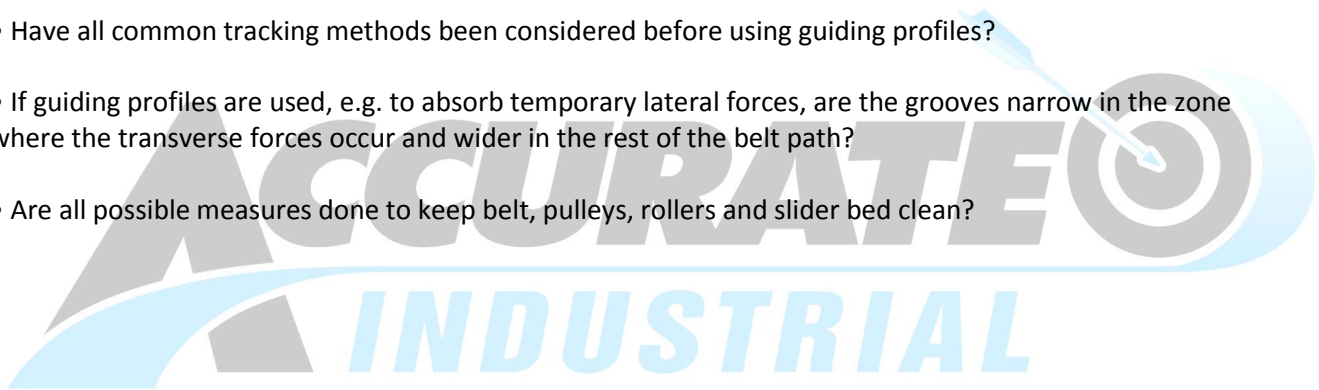 • Have all common tracking methods been considered before using guiding profiles?
• If guiding profiles are used, e.g. to absorb temporary lateral forces, are the grooves narrow in the zone
where the transverse forces occur and wider in the rest of the belt path?
• Are all possible measures done to keep belt, pulleys, rollers and slider bed clean?
ACCURATE
INDUSTRIAL